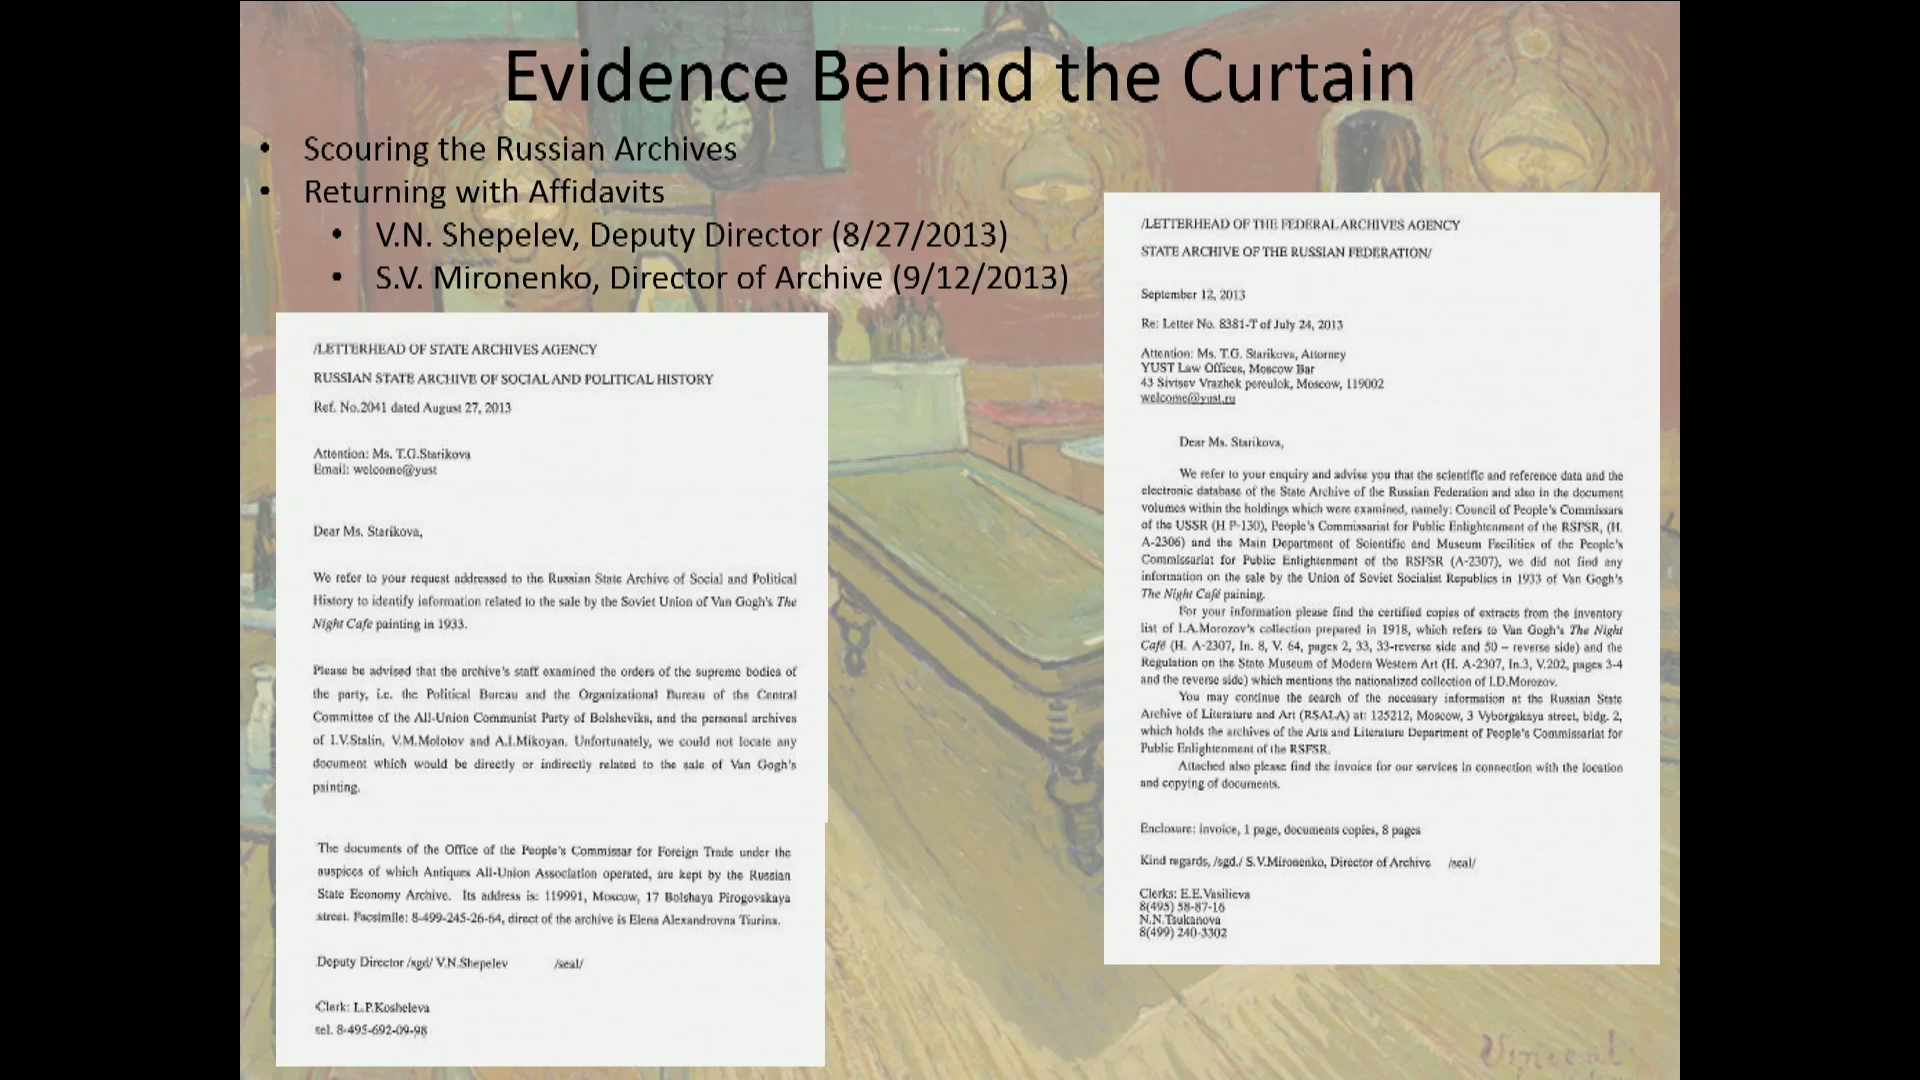 Evidence Behind the Curtain
• Scouring the Russian Archives
• Returning with Affidavits
• V.N. Shepelev, Deputy Director (8/27/2013)
• S.V. Mironenko, Director of Archive (9/12/2013)
/LETTERHEAD OF STATE ARCHIVES AGENCY
RUSSIAN STATE ARCHIVE OF SOCIAL AND POLITICAL HISTORY
Ref. No.2041 dated August 27, 2013
Attention: Ms. T.G.Starikova
Email: welcome@yust
Dear Ms. Starikova,
We refer to your request addressed to the Russian State Archive of Social and Political
History to identify information related to the sale by the Soviet Union of Van Gogh's The
Night Cafe painting in 1933.
Please be advised that the archive's staff examined the orders of the supreme bodies of
the party, i.e. the Political Bureau and the Organizational Bureau of the Central
Committee of the All-Union Communist Party of Bolsheviks, and the personal archives
of I.V.Stalin, V.M.Molotov and A.I.Mikoyan. Unfortunately, we could not locate any
document which would be directly or indirectly related to the sale of Van Gogh's
painting.
The documents of the Office of the People's Commissar for Foreign Trade under the
auspices of which Antiques All-Union Association operated, are kept by the Russian
State Economy Archive. Its address is: 119991, Moscow, 17 Bolshaya Pirogovskaya
street. Facsimile: 8-499-245-26-64, direct of the archive is Elena Alexandrovna Tiurina.
Deputy Director /sgd/ V.N.Shepelev /seal/
Clerk: L.P.Kosheleva
tel. 8-495-692-09-98
/LETTERHEAD OF THE FEDERAL ARCHIVES AGENCY
STATE ARCHIVE OF THE RUSSIAN FEDERATION/
September 12, 2013
Re: Letter No. 8381-T of July 24, 2013
Attention: Ms. T.G. Starikova, Attorney
YUST Law Offices, Moscow Bar
43 Sivtsev Vrazhek pereulok, Moscow, 119002
welcome@yust.ru
Dear Ms. Starikova,
We refer to your enquiry and advise you that the scientific and reference data and the
electronic database of the State Archive of the Russian Federation and also in the document
volumes within the holdings which were examined, namely: Council of People's Commissars
of the USSR (H P-130), People's Commissariat for Public Enlightenment of the RSFSR, (H.
A-2306) and the Main Department of Scientific and Museum Facilities of the People's
Commissariat for Public Enlightenment of the RSFSR (A-2307), we did not find any
information on the sale by the Union of Soviet Socialist Republics in 1933 of Van Gogh's
The Night Café paining.
For your information please find the certified copies of extracts from the inventory
list of I.A.Morozov's collection prepared in 1918, which refers to Van Gogh's The Night
Café (H. A-2307, In. 8, V. 64, pages 2, 33, 33-reverse side and 50 – reverse side) and the
Regulation on the State Museum of Modern Western Art (H. A-2307, In.3, V.202, pages 3-4
and the reverse side) which mentions the nationalized collection of I.D.Morozov.
You may continue the search of the necessary information at the Russian State
Archive of Literature and Art (RSALA) at: 125212, Moscow, 3 Vyborgskaya street, bldg. 2,
which holds the archives of the Arts and Literature Department of People's Commissariat for
Public Enlightenment of the RSFSR.
Attached also please find the invoice for our services in connection with the location
and copying of documents.
Enclosure: invoice, 1 page, documents copies, 8 pages
Kind regards, /sgd./ S.V.Mironenko, Director of Archive /seal/
Clerks: E.E.Vasilieva
8(495) 58-87-16
N.N.Tsukanova
8(499) 240-3302
Vincent